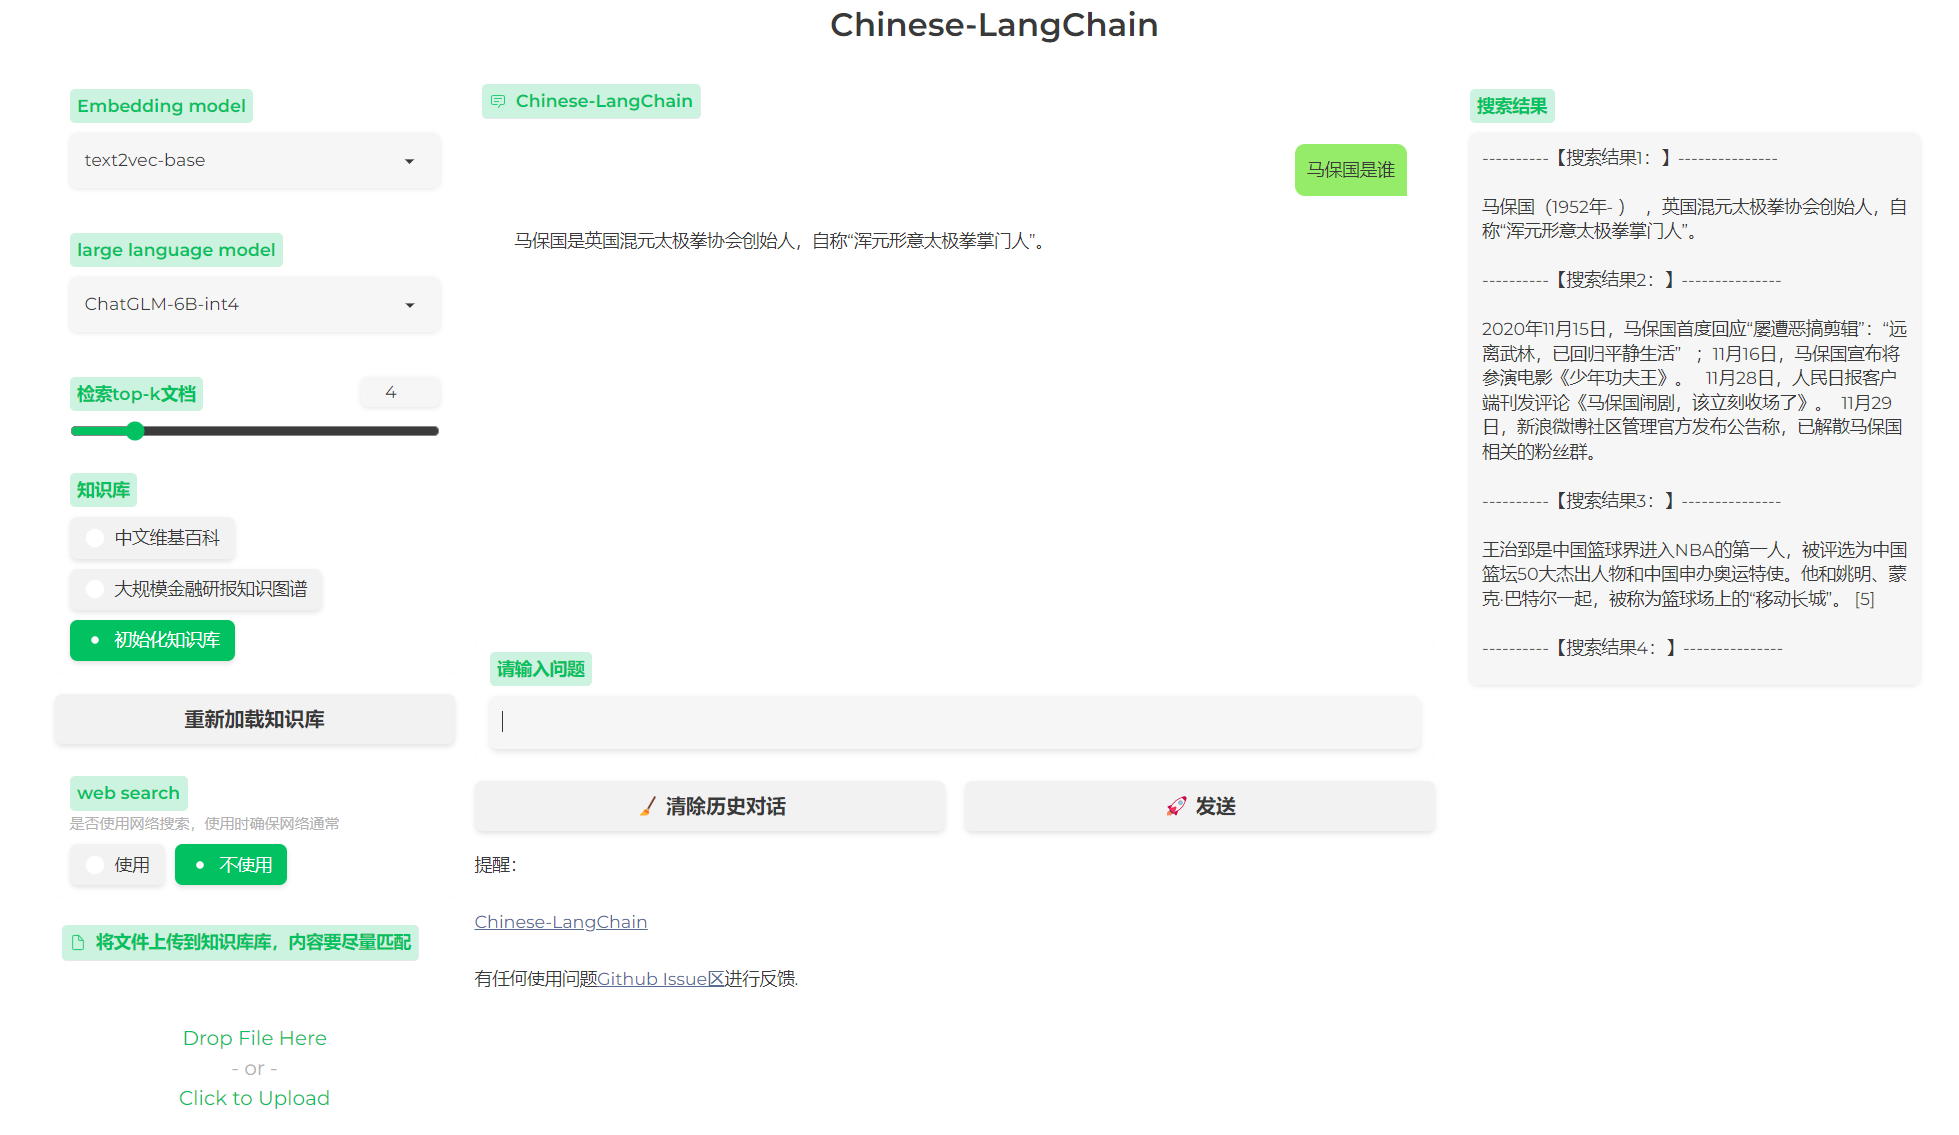 Chinese-LangChain
Embedding model
text2vec-base
large language model
ChatGLM-6B-int4
检索top-k文档
4
知识库
中文维基百科
大规模金融研报知识图谱
初始化知识库
重新加载知识库
web search
是否使用网络搜索，使用时确保网络通常
使用
不使用
将文件上传到知识库库，内容要尽量匹配
Drop File Here
- or -
Click to Upload
Chinese-LangChain
马保国是谁
马保国是英国混元太极拳协会创始人，自称“浑元形意太极拳掌门人”。
请输入问题
清除历史对话
发送
提醒：
Chinese-LangChain
有任何使用问题Github Issue区进行反馈.
搜索结果
----------【搜索结果1：】---------------
马保国（1952年- ） ，英国混元太极拳协会创始人，自
称“浑元形意太极拳掌门人”。
----------【搜索结果2：】---------------
2020年11月15日，马保国首度回应“屡遭恶搞剪辑”：“远
离武林，已回归平静生活” ；11月16日，马保国宣布将
参演电影《少年功夫王》。 11月28日，人民日报客户
端刊发评论《马保国闹剧，该立刻收场了》。 11月29
日，新浪微博社区管理官方发布公告称，已解散马保国
相关的粉丝群。
----------【搜索结果3：】---------------
王治郅是中国篮球界进入NBA的第一人，被评选为中国
篮坛50大杰出人物和中国申办奥运特使。他和姚明、蒙
克·巴特尔一起，被称为篮球场上的“移动长城”。 [5]
----------【搜索结果4：】---------------